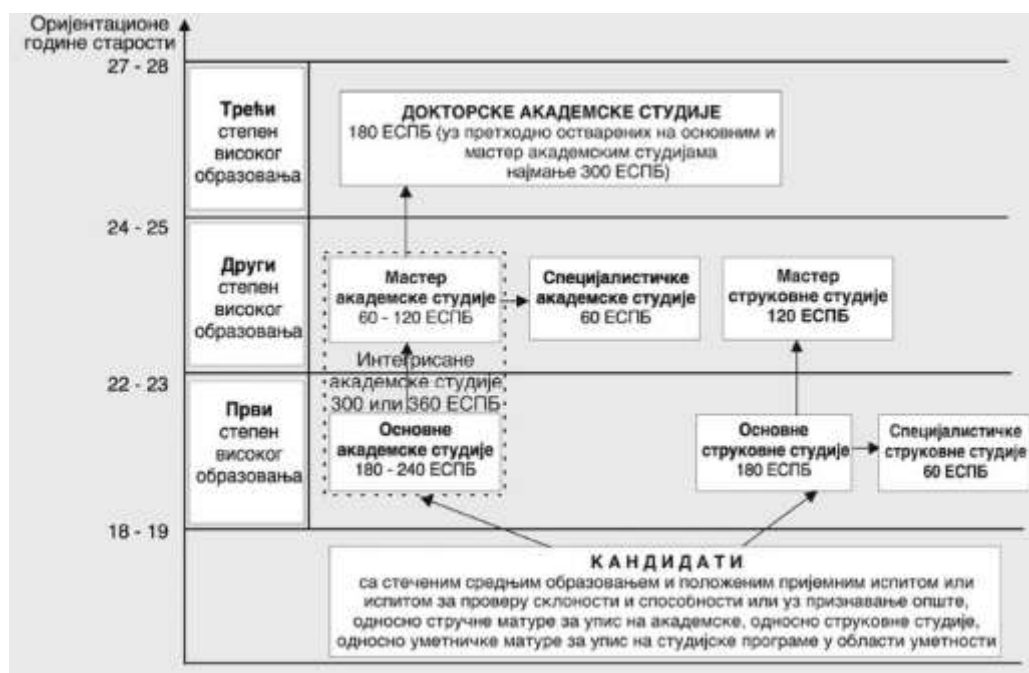 Оријентационе
године старости
27 - 28
Трећи
степен
високог
образовања
ДОКТОРСКЕ АКАДЕМСКЕ СТУДИЈЕ
180 ЕСПБ (уз претходно остварених на основним и
мастер академским студијама
најмање 300 ЕСПБ)
24 - 25
Други
степен
високог
образовања
Мастер
академске студије
60 - 120 ЕСПБ
Специјалистичке
академске студије
60 ЕСПБ
Мастер
струковне студије
120 ЕСПБ
Интегрисане
академске студије
300 или 360 ЕСПБ
22 - 23
Први
степен
високог
образовања
Основне
академске студије
180 - 240 ЕСПБ
Основне
струковне студије
180 ЕСПБ
Специјалистичке
струковне студије
60 ЕСПБ
18 - 19
КАНДИДАТИ
са стеченим средњим образовањем и положеним пријемним испитом или
испитом за проверу склоности и способности или уз признавање опште,
односно стручне матуре за упис на академске, односно струковне студије,
односно уметничке матуре за упис на студијске програме у области уметности